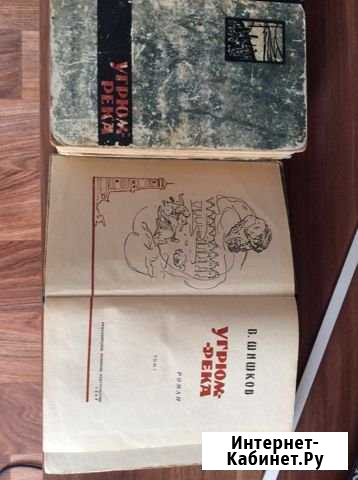 УГРЮМ-
РЕКА
В. ШИШКОВ
УГРЮМ-
-РЕКА
РОМАН
ТОМ I
Интернет-
Кабинет.Ру